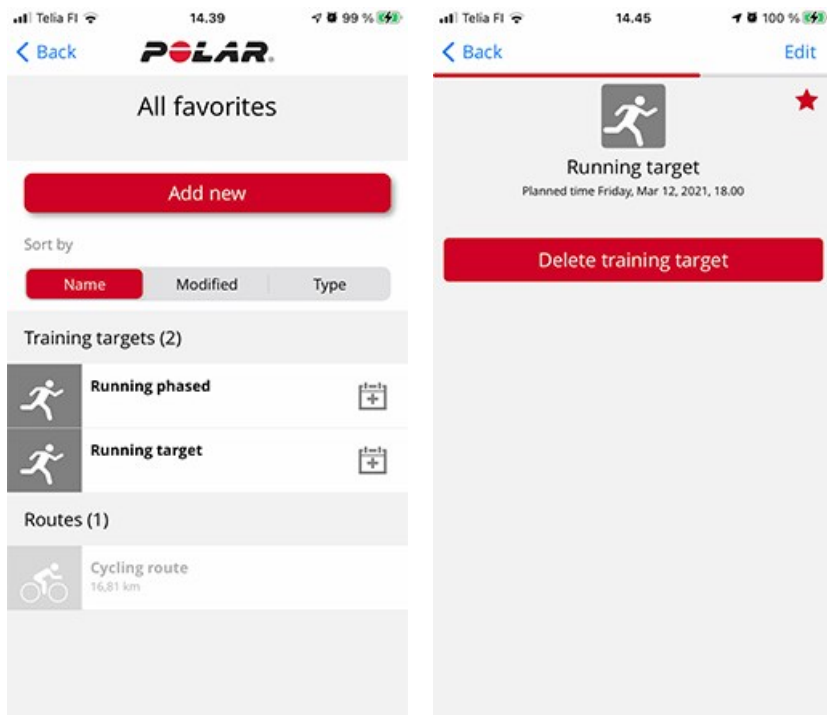 Telia FI 14.39 99 %
Back POLAR.
All favorites
Add new
Sort by
Name Modified Type
Training targets (2)
Running phased
Running target
Routes (1)
Cycling route
16,81 km
Telia FI 14.45 100 %
Back Edit
Running target
Planned time Friday, Mar 12, 2021, 18.00
Delete training target